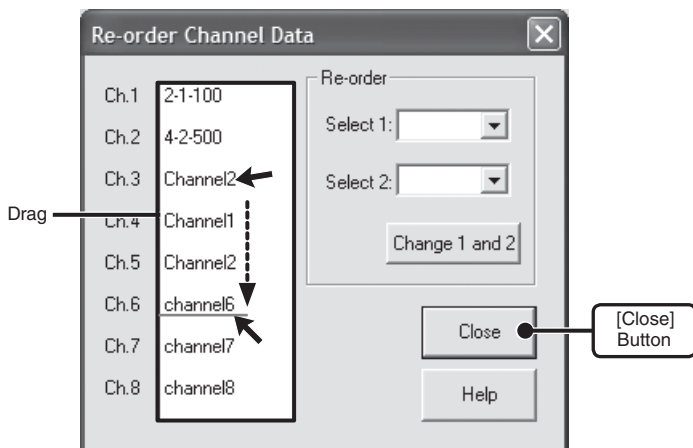 Re-order Channel Data
Ch.1 2-1-100
Ch.2 4-2-500
Ch.3 Channel2
Ch.4 Channel1
Ch.5 Channel2
Ch.6 channel6
Ch.7 channel7
Ch.8 channel8
Drag
Re-order
Select 1:
Select 2:
Change 1 and 2
Close
Help
[Close]
Button